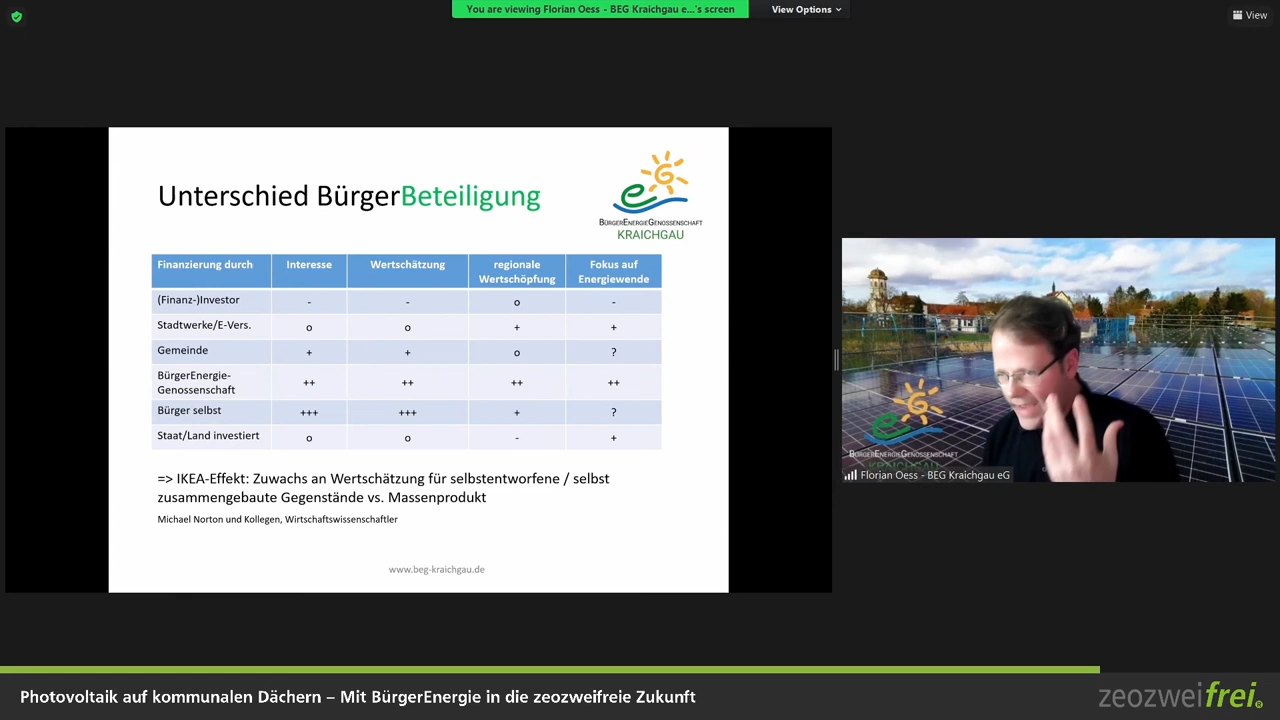 You are viewing Florian Oess - BEG Kraichgau e...'s screen
View Options
View
Unterschied BürgerBeteiligung
BÜRGERENERGIEGENOSSENSCHAFT
KRAICHGAU
Finanzierung durch Interesse Wertschätzung regionale Wertschöpfung Fokus auf Energiewende
(Finanz-)Investor - - o -
Stadtwerke/E-Vers. o o + +
Gemeinde + + o ?
BürgerEnergie-
Genossenschaft ++ ++ ++ ++
Bürger selbst +++ +++ + ?
Staat/Land investiert o o - +
=> IKEA-Effekt: Zuwachs an Wertschätzung für selbstentworfene / selbst
zusammengebaute Gegenstände vs. Massenprodukt
Michael Norton und Kollegen, Wirtschaftswissenschaftler
www.beg-kraichgau.de
BÜRGERENERGIEGENOSSENSCHAFT
KRAICHGAU
Florian Oess - BEG Kraichgau eG
Photovoltaik auf kommunalen Dächern – Mit BürgerEnergie in die zeozweifreie Zukunft
zeozweifrei.